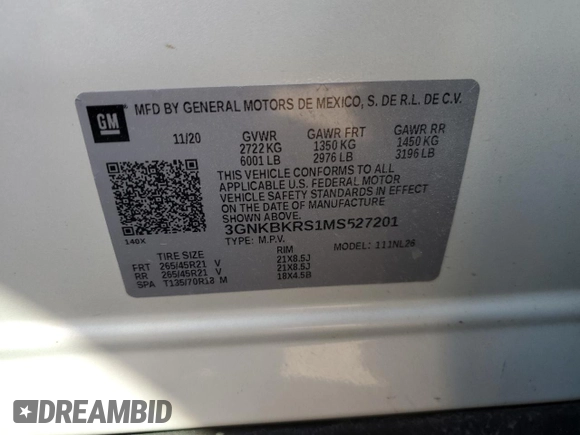 GM
MFD BY GENERAL MOTORS DE MEXICO, S. DE R.L. DE C.V.
11/20 GVWR GAWR FRT GAWR RR
2722 KG 1350 KG 1450 KG
6001 LB 2976 LB 3196 LB
THIS VEHICLE CONFORMS TO ALL
APPLICABLE U.S. FEDERAL MOTOR
VEHICLE SAFETY STANDARDS IN EFFECT
ON THE DATE OF MANUFACTURE
SHOWN ABOVE.
3GNKBKRS1MS527201
140X TYPE: M.P.V. MODEL: 111NL26
TIRE SIZE RIM
FRT 265/45R21 V 21X8.5J
RR 265/45R21 V 21X8.5J
SPA T135/70R18 M 18X4.5B
DREAMBID